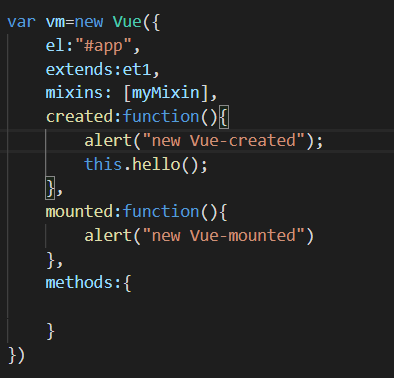 var vm=new Vue({
    el:"#app",
    extends:et1,
    mixins: [myMixin],
    created:function(){
        alert("new Vue-created");
        this.hello();
    },
    mounted:function(){
        alert("new Vue-mounted")
    },
    methods:{

    }
})